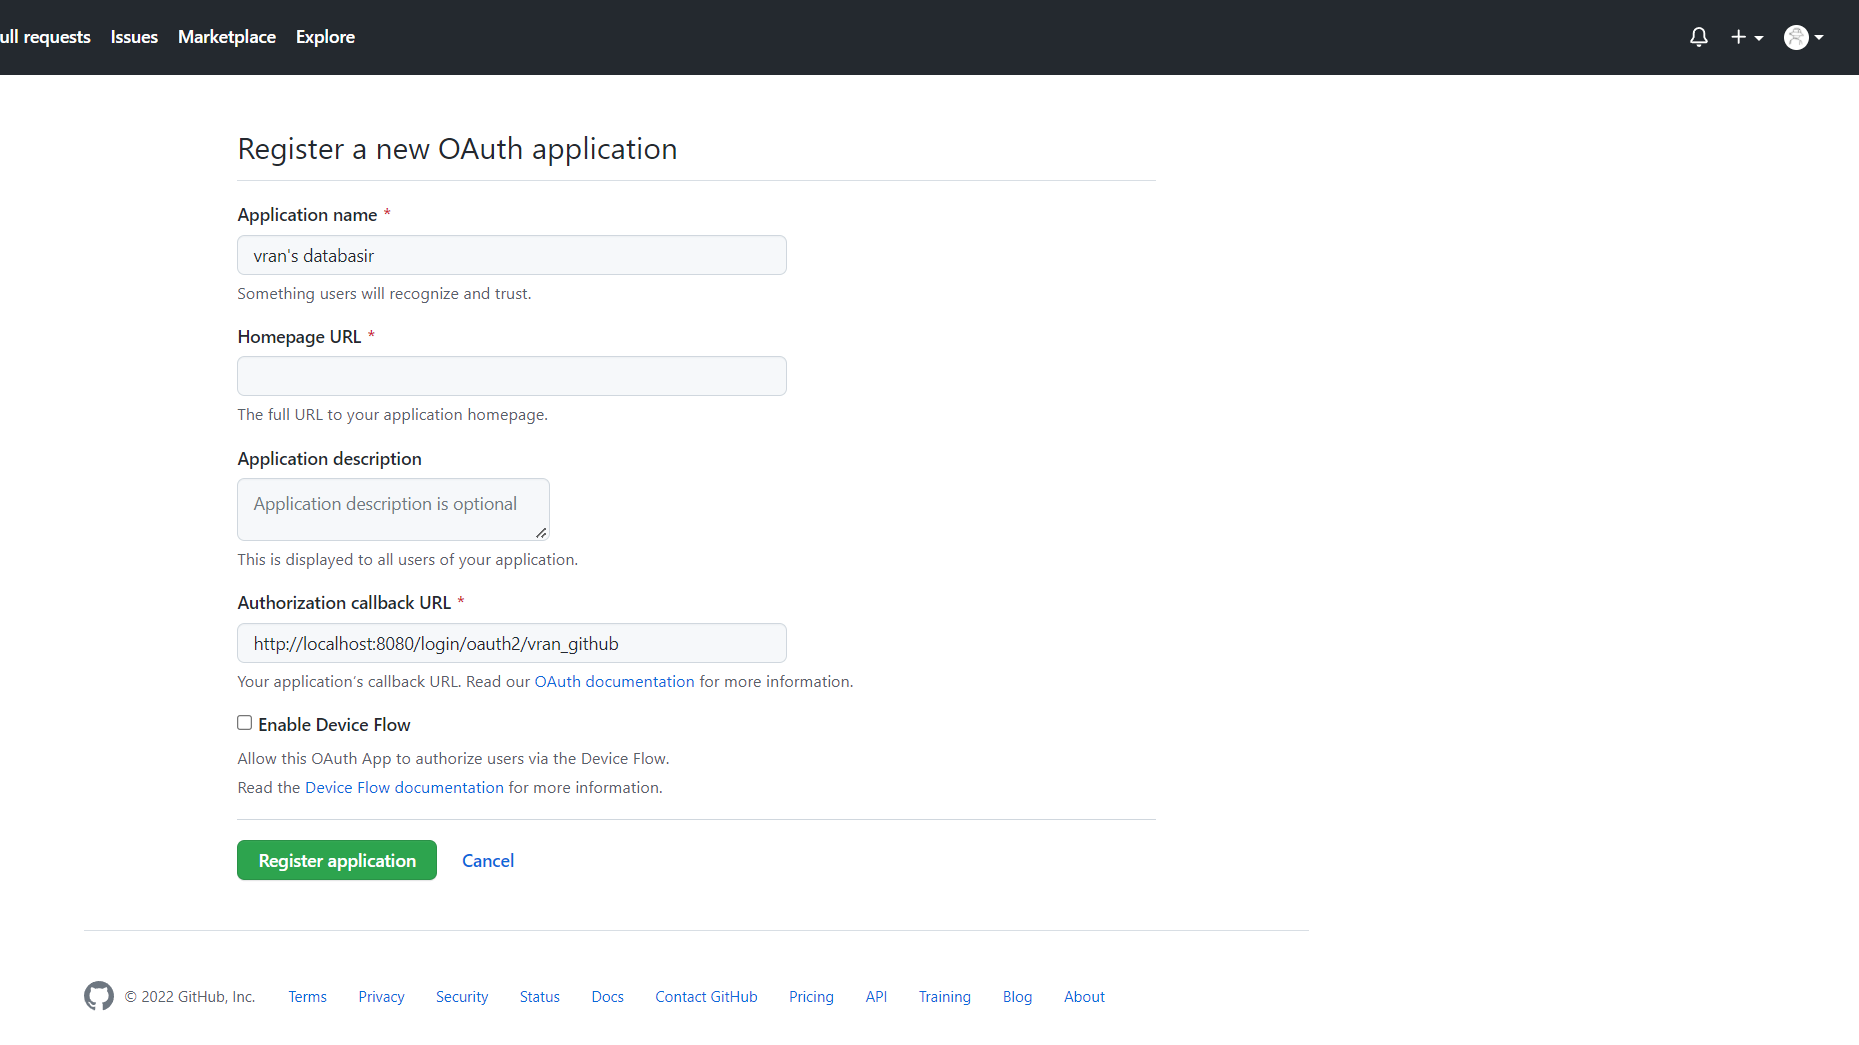 ull requests Issues Marketplace Explore
Register a new OAuth application
Application name *
vran's databasir
Something users will recognize and trust.
Homepage URL *
The full URL to your application homepage.
Application description
Application description is optional
This is displayed to all users of your application.
Authorization callback URL *
http://localhost:8080/login/oauth2/vran_github
Your application's callback URL. Read our OAuth documentation for more information.
Enable Device Flow
Allow this OAuth App to authorize users via the Device Flow.
Read the Device Flow documentation for more information.
Register application Cancel
© 2022 GitHub, Inc. Terms Privacy Security Status Docs Contact GitHub Pricing API Training Blog About